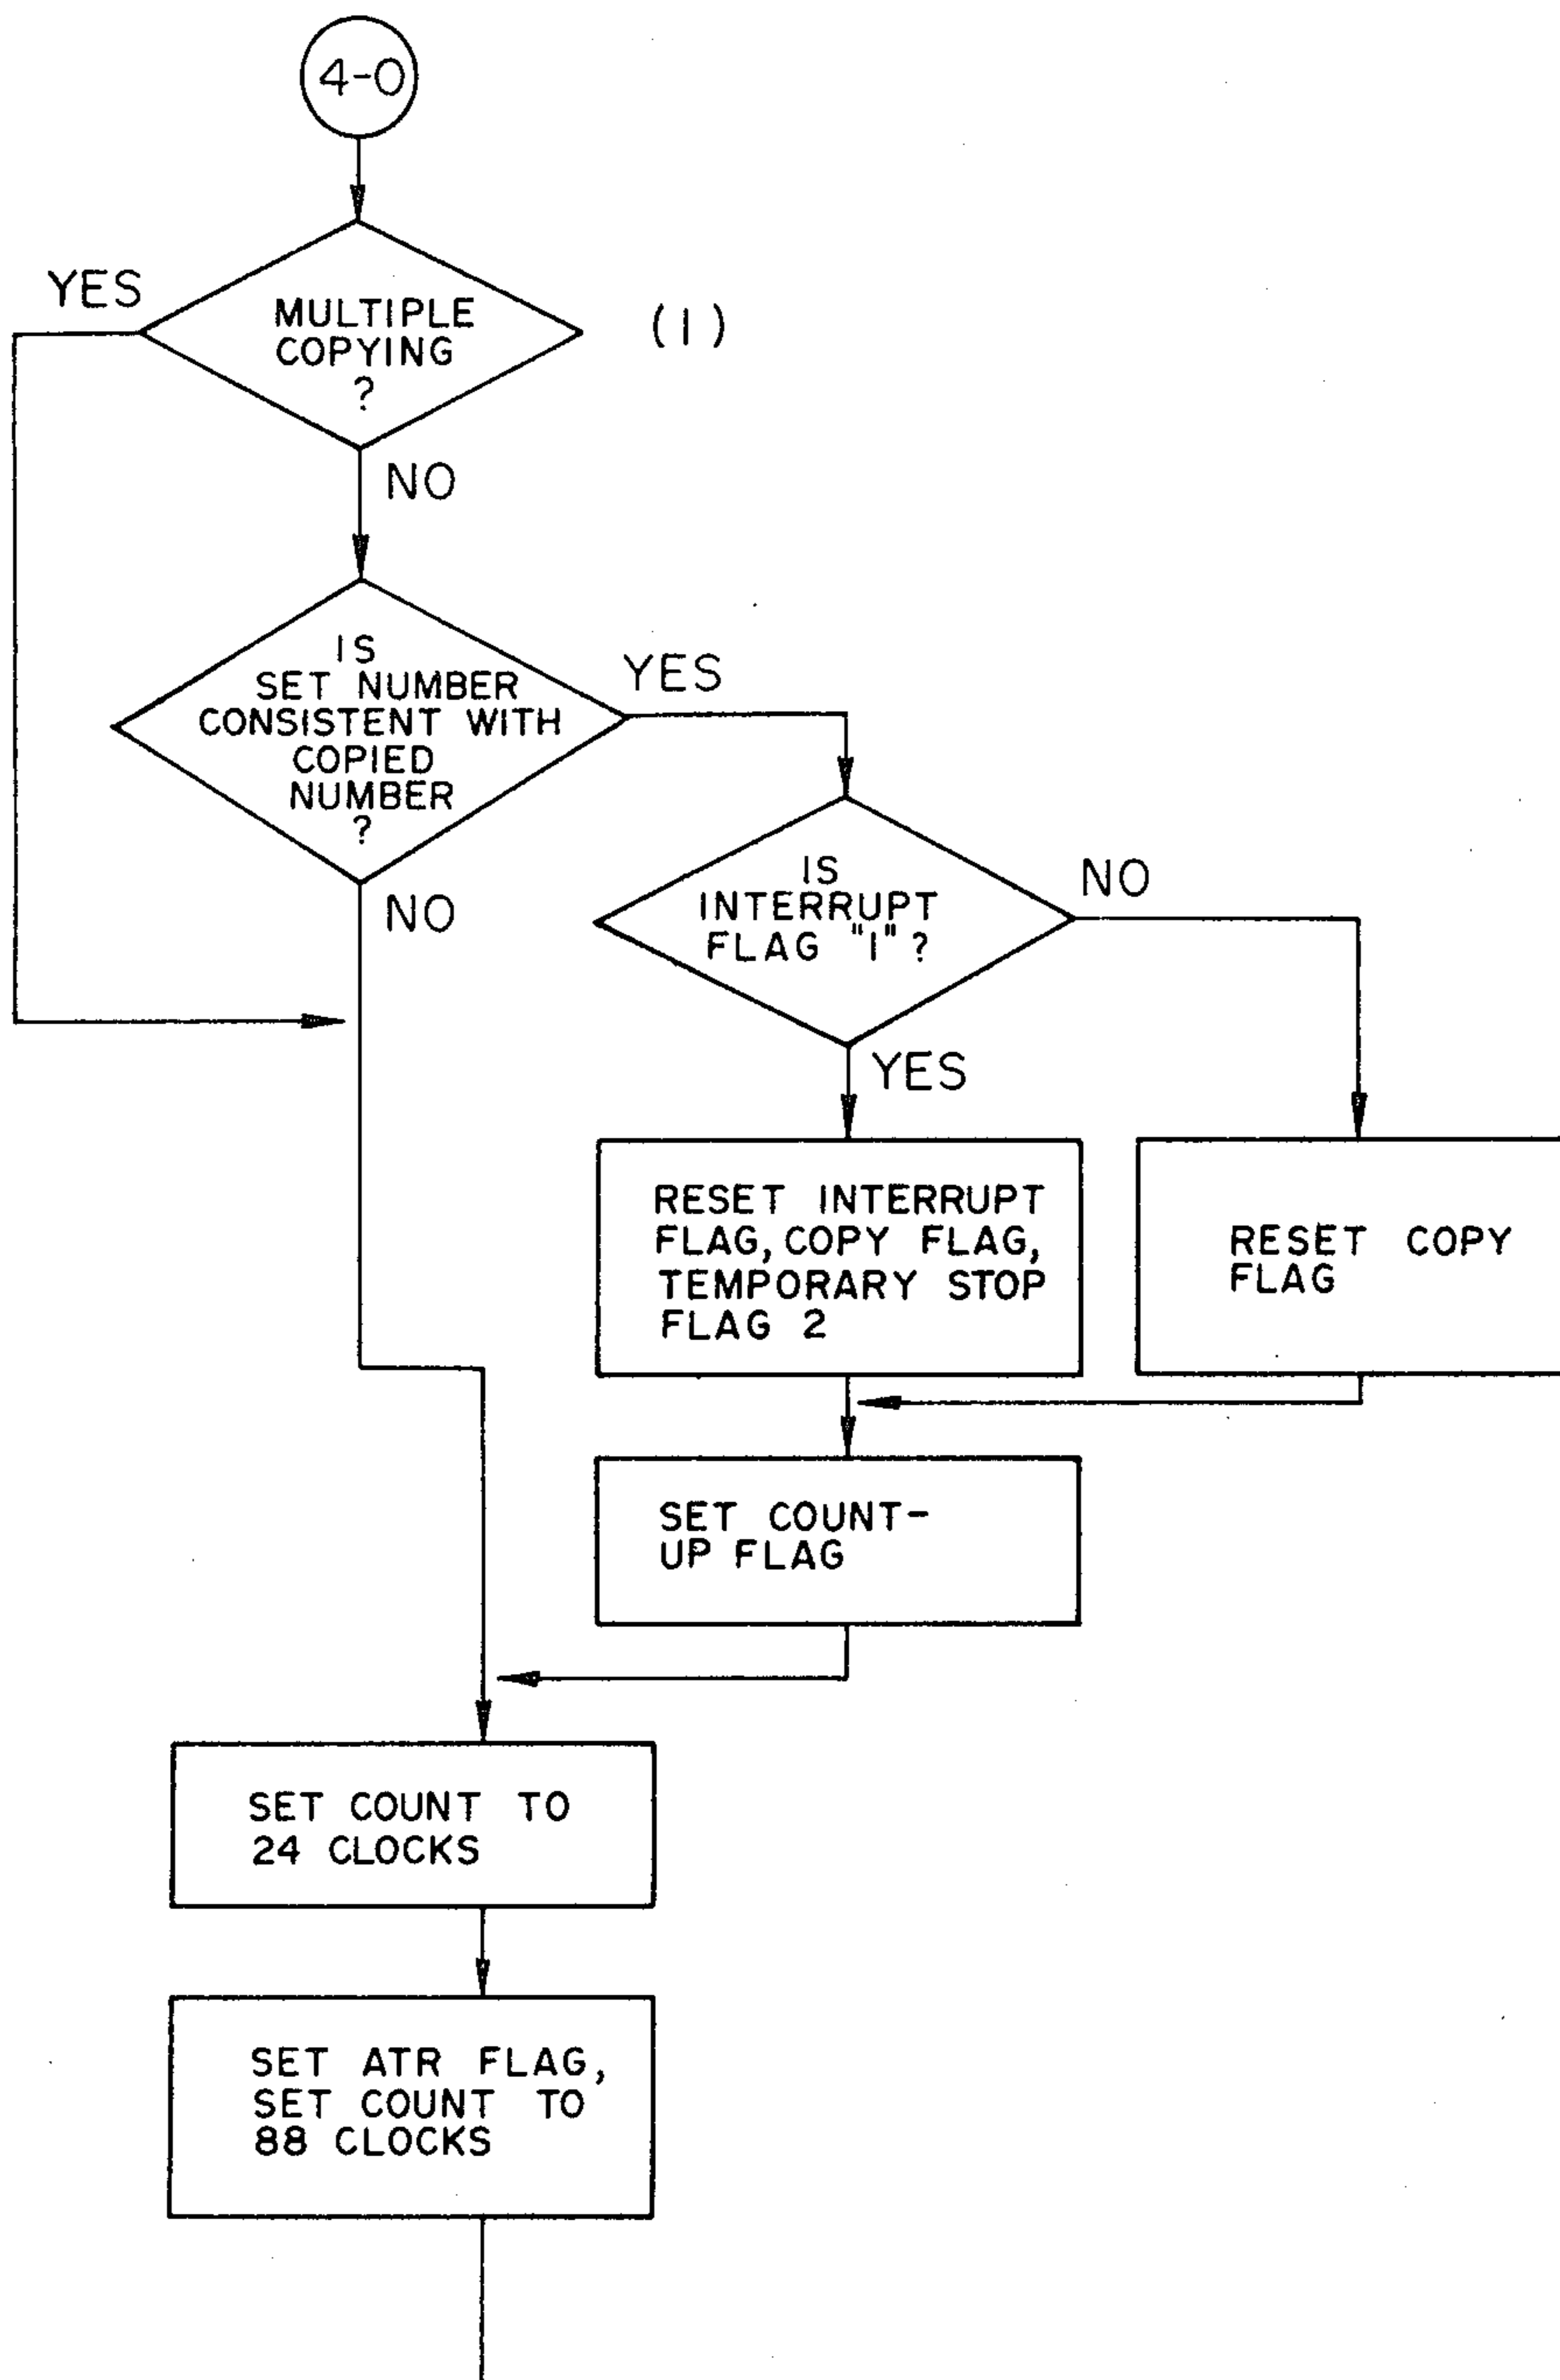 4-0
YES
MULTIPLE
COPYING
?
(1)
NO
IS
SET NUMBER
CONSISTENT WITH
COPIED
NUMBER
?
YES
NO
IS
INTERRUPT
FLAG "1" ?
NO
YES
RESET INTERRUPT
FLAG, COPY FLAG,
TEMPORARY STOP
FLAG 2
RESET COPY
FLAG
SET COUNT-
UP FLAG
SET COUNT TO
24 CLOCKS
SET ATR FLAG,
SET COUNT TO
88 CLOCKS